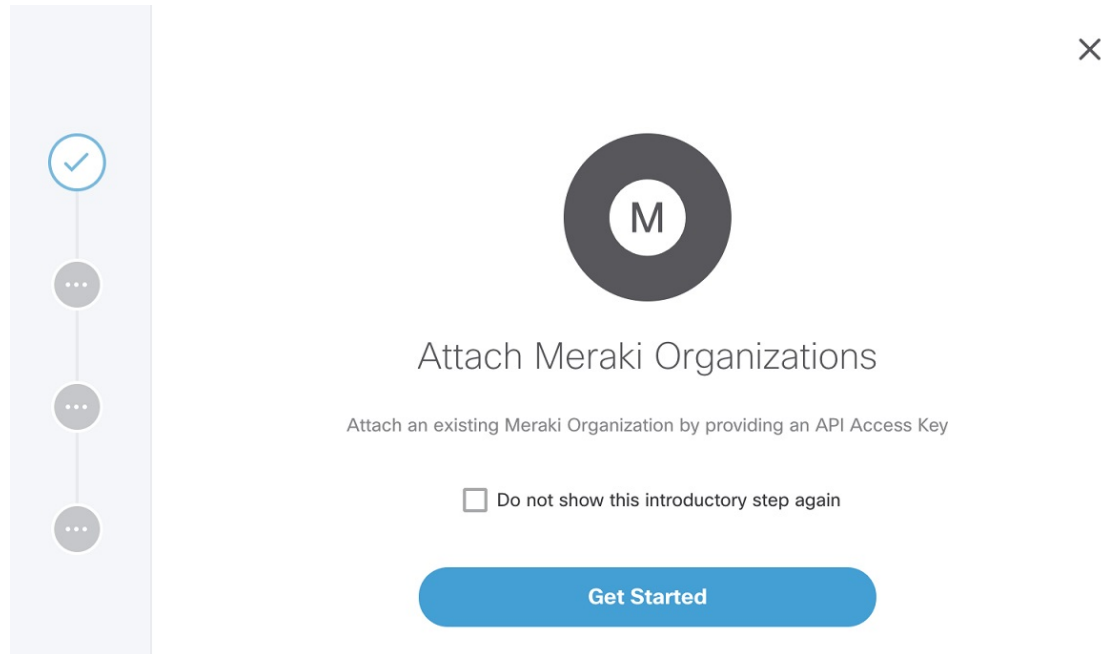 M
Attach Meraki Organizations
Attach an existing Meraki Organization by providing an API Access Key
Do not show this introductory step again
Get Started